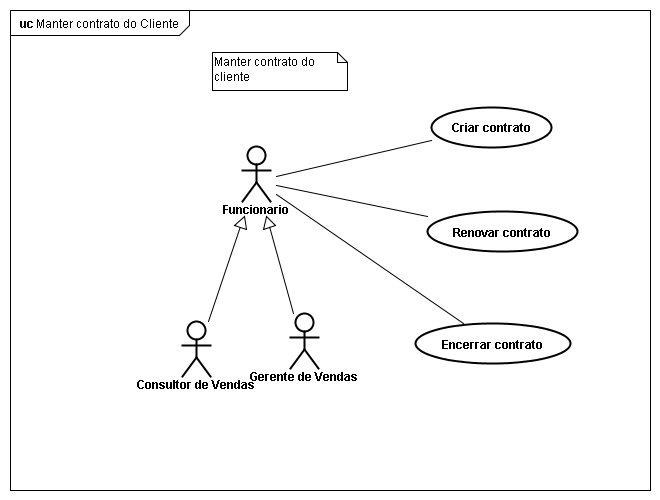 uc Manter contrato do Cliente
Manter contrato do
cliente
Criar contrato
Funcionario
Renovar contrato
Encerrar contrato
Consultor de Vendas
Gerente de Vendas